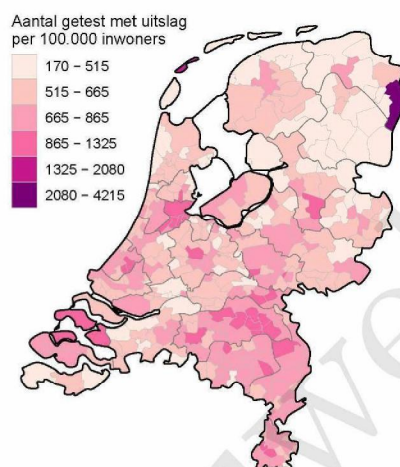 Aantal getest met uitslag
per 100.000 inwoners
170 – 515
515 – 665
665 – 865
865 – 1325
1325 – 2080
2080 – 4215